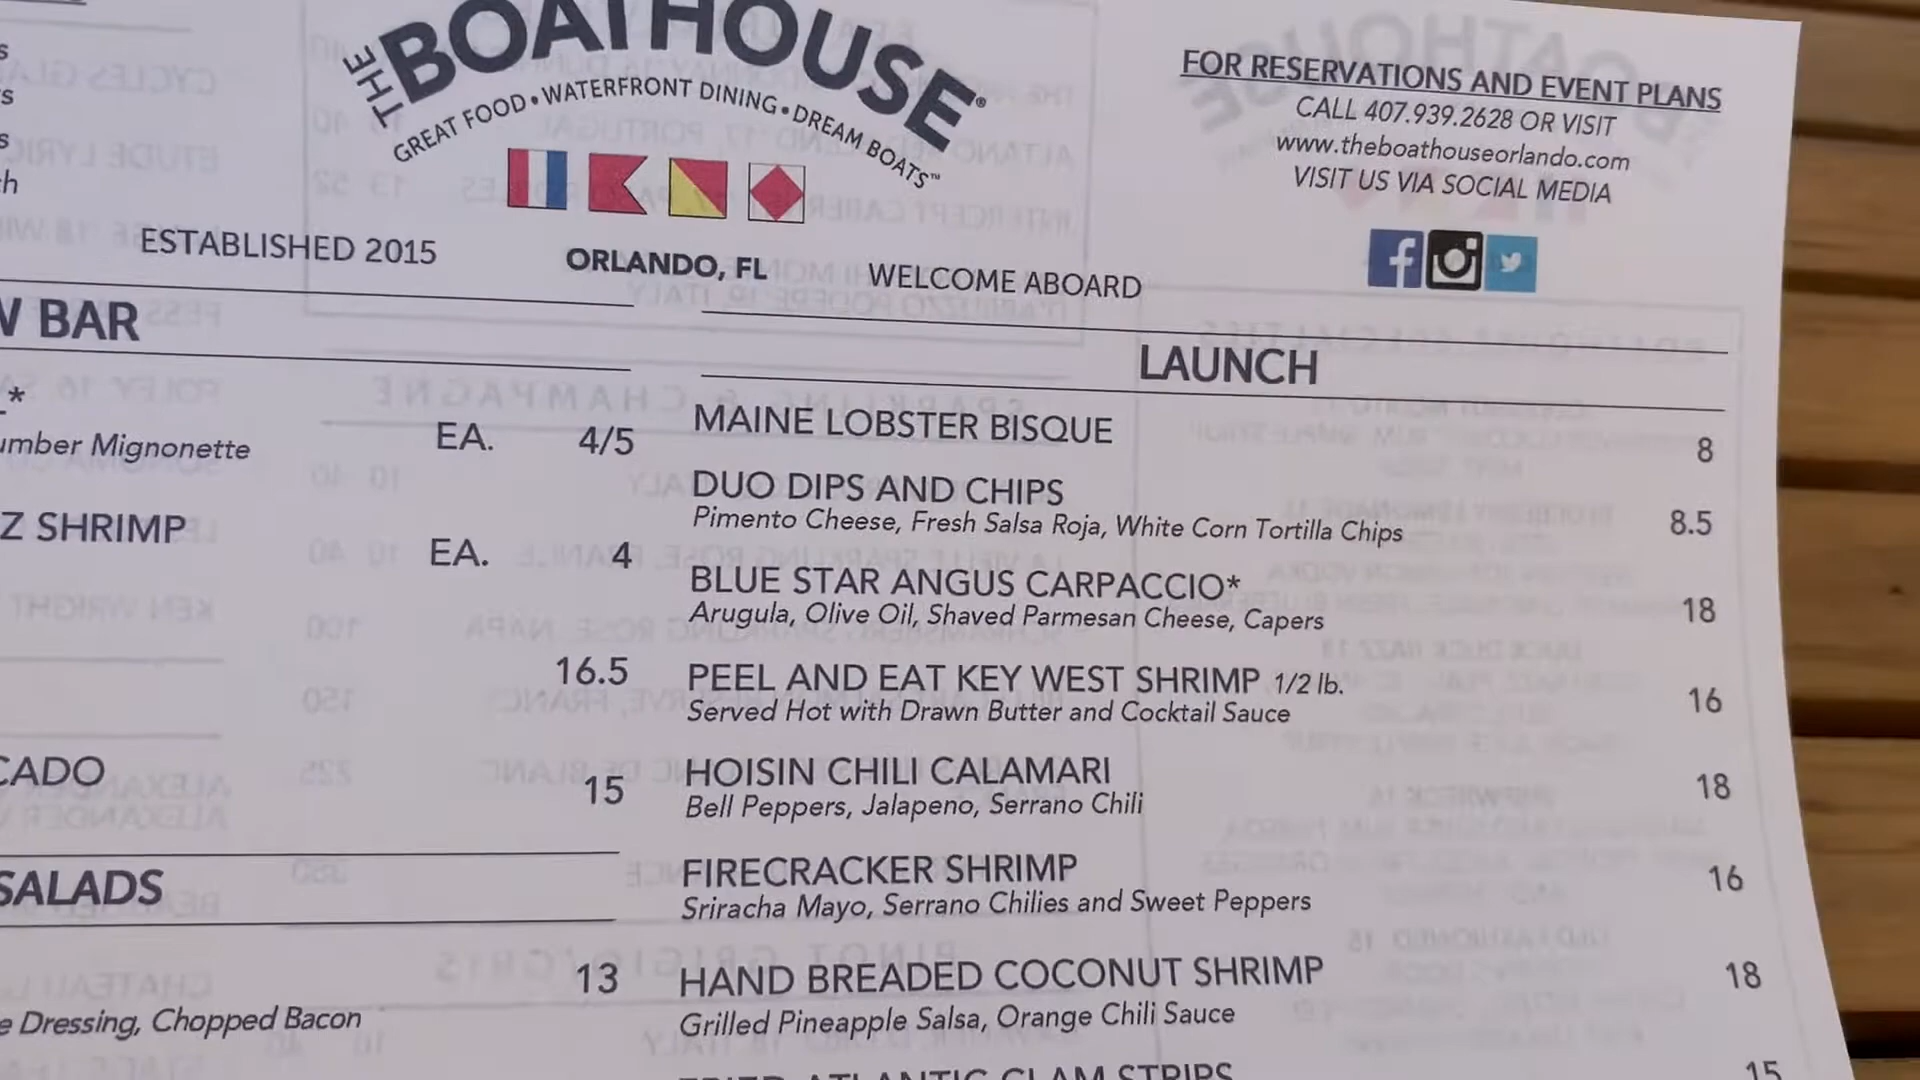 THE BOATHOUSE®
GREAT FOOD • WATERFRONT DINING • DREAM BOATS™
ESTABLISHED 2015
ORLANDO, FL
WELCOME ABOARD
FOR RESERVATIONS AND EVENT PLANS
CALL 407.939.2628 OR VISIT
www.theboathouseorlando.com
VISIT US VIA SOCIAL MEDIA
BAR
*
Mignonette
EA. 4/5
SHRIMP
EA. 4
16.5
15
SALADS
13
Dressing, Chopped Bacon
LAUNCH
MAINE LOBSTER BISQUE 8
DUO DIPS AND CHIPS 8.5
Pimento Cheese, Fresh Salsa Roja, White Corn Tortilla Chips
BLUE STAR ANGUS CARPACCIO* 18
Arugula, Olive Oil, Shaved Parmesan Cheese, Capers
PEEL AND EAT KEY WEST SHRIMP 1/2 lb. 16
Served Hot with Drawn Butter and Cocktail Sauce
HOISIN CHILI CALAMARI 18
Bell Peppers, Jalapeno, Serrano Chili
FIRECRACKER SHRIMP 16
Sriracha Mayo, Serrano Chilies and Sweet Peppers
HAND BREADED COCONUT SHRIMP 18
Grilled Pineapple Salsa, Orange Chili Sauce
FRIED ATLANTIC CLAM STRIPS 15